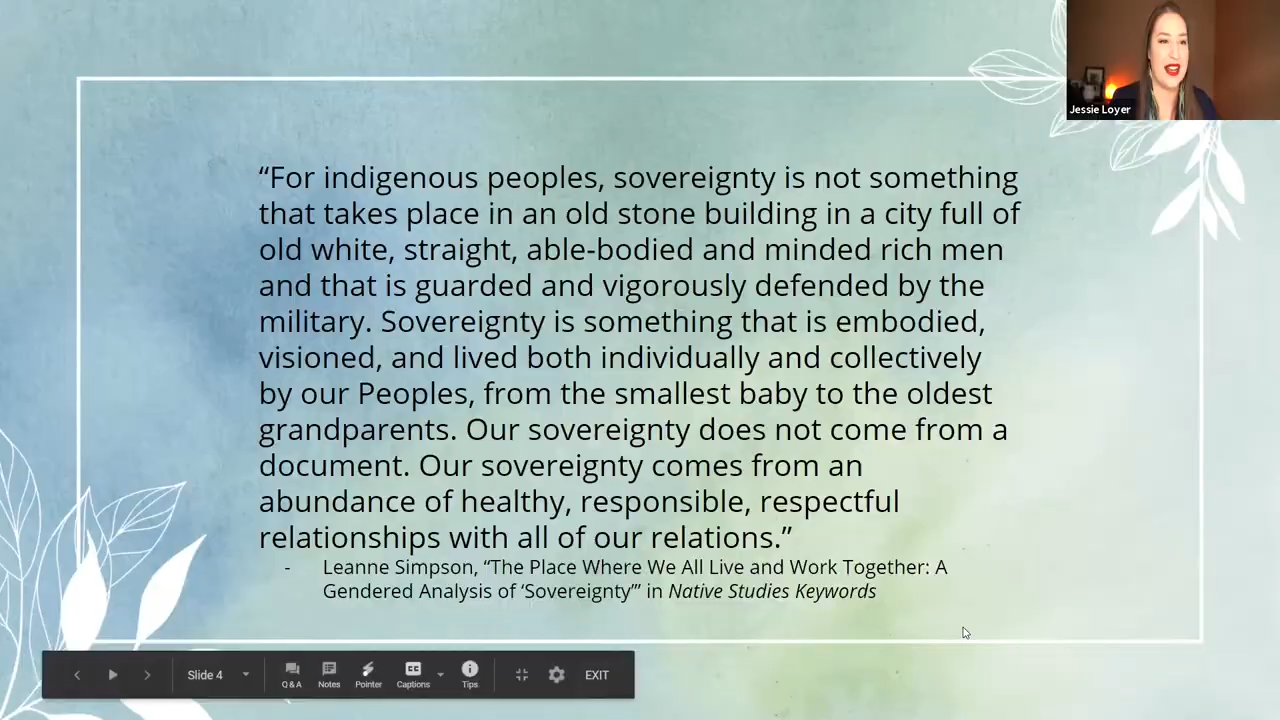 Jessie Loyer
“For indigenous peoples, sovereignty is not something
that takes place in an old stone building in a city full of
old white, straight, able-bodied and minded rich men
and that is guarded and vigorously defended by the
military. Sovereignty is something that is embodied,
visioned, and lived both individually and collectively
by our Peoples, from the smallest baby to the oldest
grandparents. Our sovereignty does not come from a
document. Our sovereignty comes from an
abundance of healthy, responsible, respectful
relationships with all of our relations.”
- Leanne Simpson, “The Place Where We All Live and Work Together: A
Gendered Analysis of ‘Sovereignty’” in Native Studies Keywords
Slide 4
Q & A
Notes
Pointer
CC
Captions
Tips
EXIT